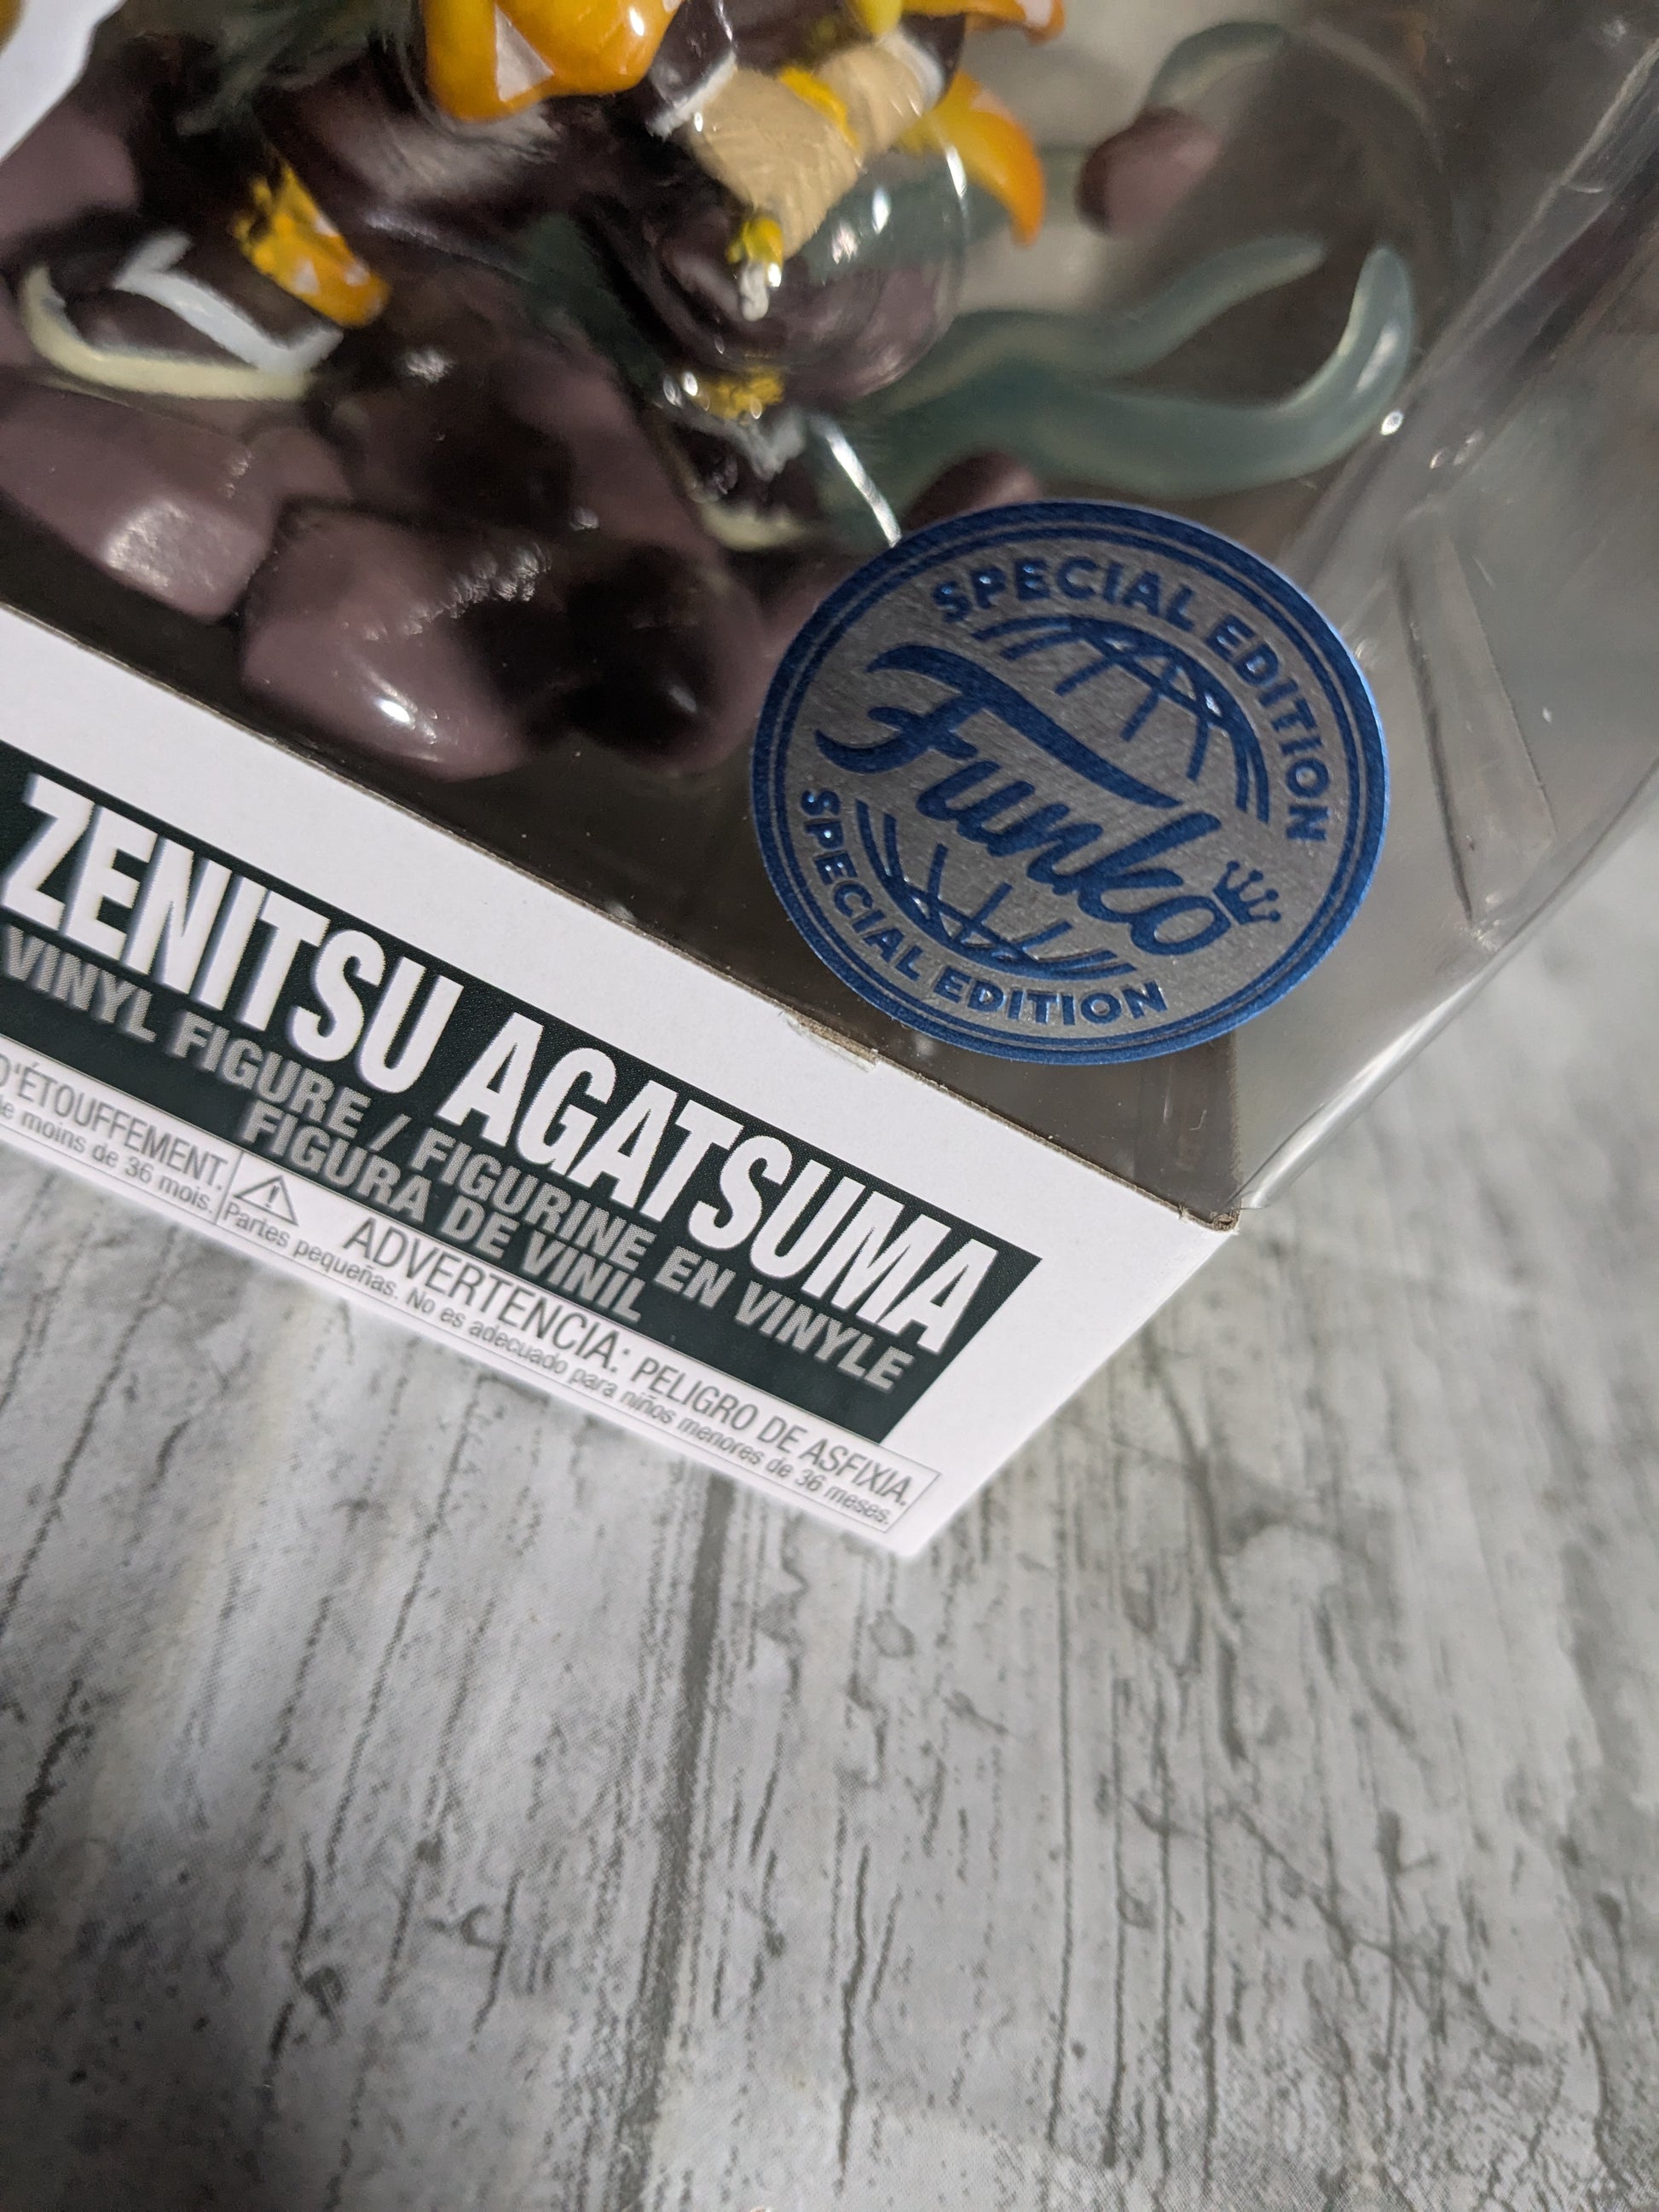 SPECIAL EDITION
Funko
SPECIAL EDITION
ZENITSU AGATSUMA
VINYL FIGURE / FIGURINE EN VINYLE
FIGURA DE VINIL
D'ÉTOUFFEMENT.
de moins de 36 mois.
ADVERTENCIA: PELIGRO DE ASFIXIA.
Partes pequeñas. No es adecuado para niños menores de 36 meses.